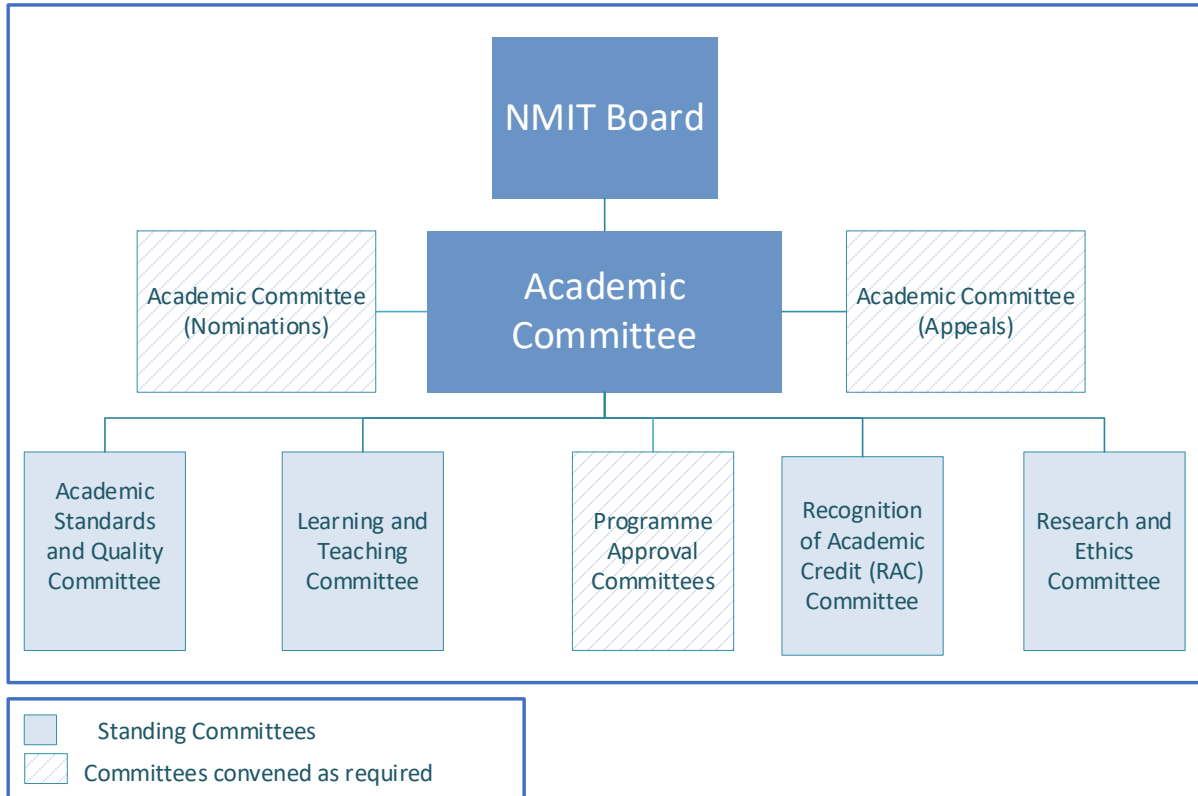 NMIT Board
Academic Committee
(Nominations)
Academic
Committee
Academic Committee
(Appeals)
Academic
Standards
and Quality
Committee
Learning and
Teaching
Committee
Programme
Approval
Committees
Recognition
of Academic
Credit (RAC)
Committee
Research and
Ethics
Committee
Standing Committees
Committees convened as required